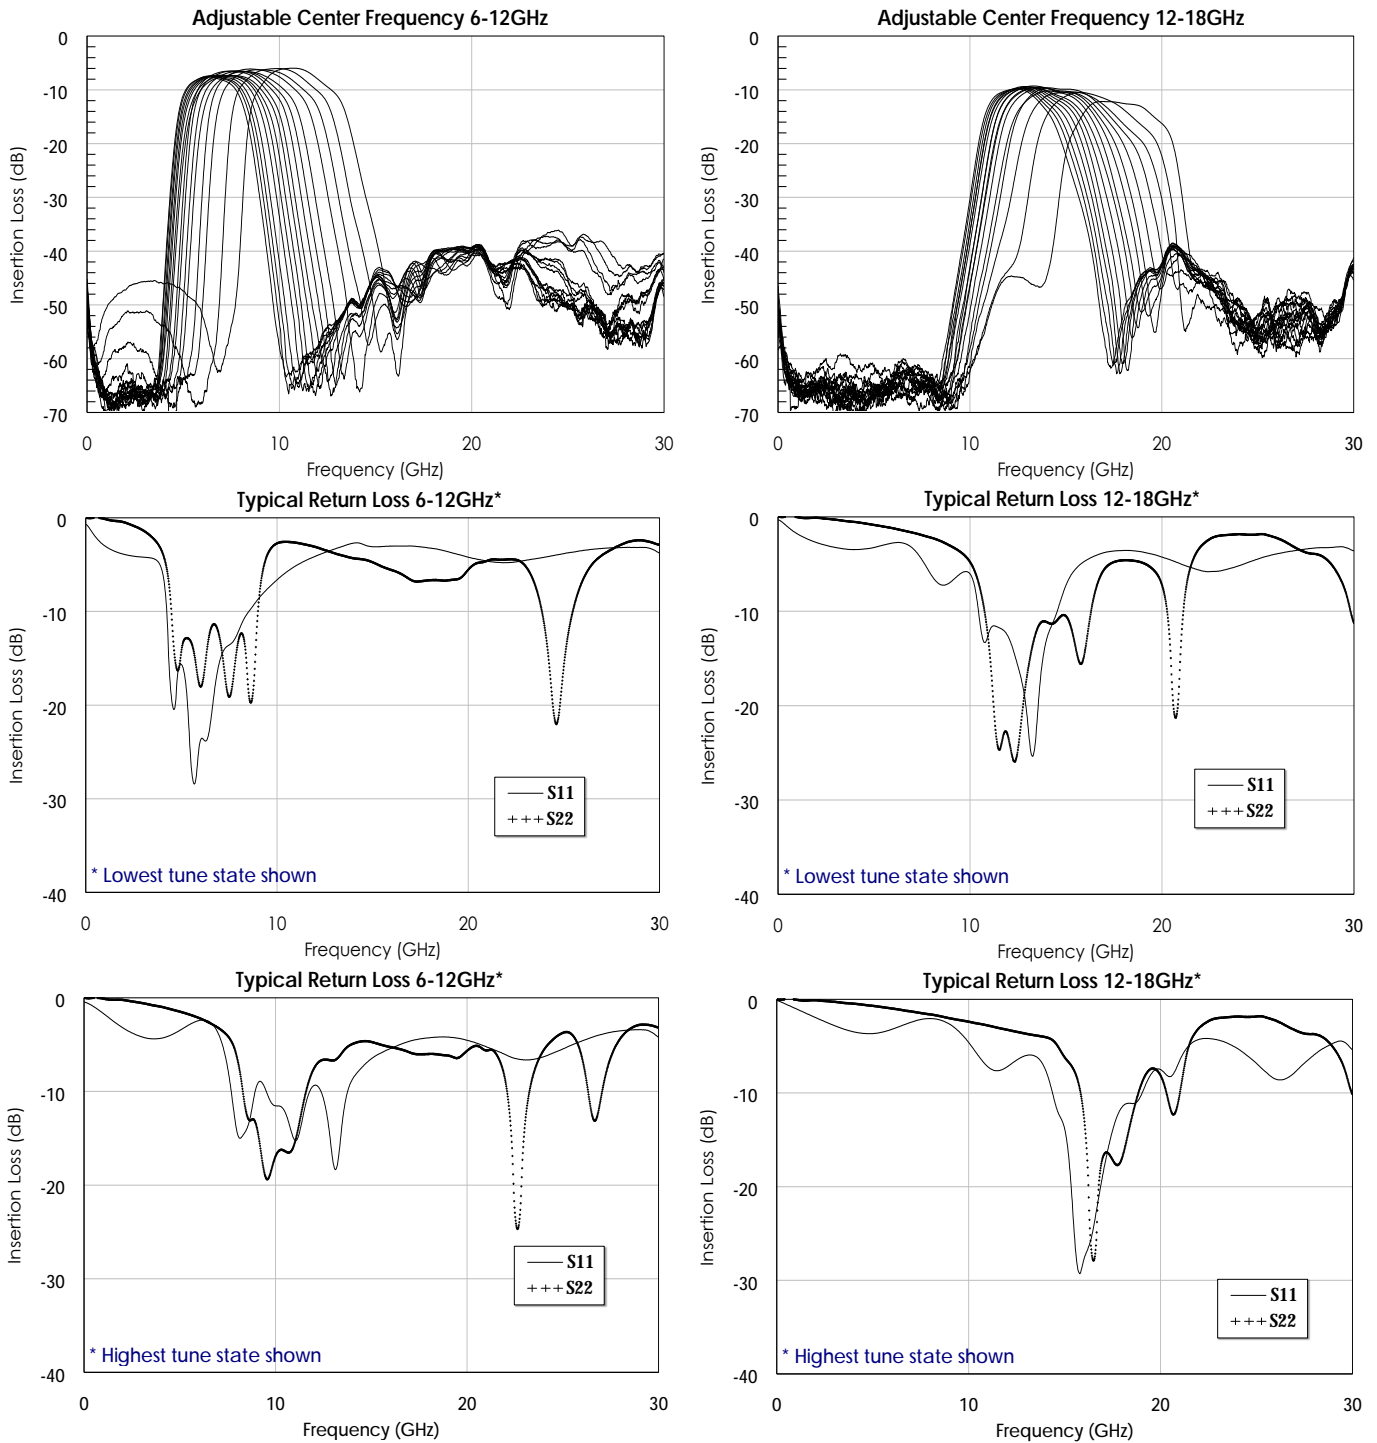 Adjustable Center Frequency 6-12GHz
0
-10
-20
-30
-40
-50
-60
-70
Insertion Loss (dB)
0 10 20 30
Frequency (GHz)
Adjustable Center Frequency 12-18GHz
0
-10
-20
-30
-40
-50
-60
-70
Insertion Loss (dB)
0 10 20 30
Frequency (GHz)
Typical Return Loss 6-12GHz*
0
-10
-20
-30
-40
Insertion Loss (dB)
S11
+++S22
* Lowest tune state shown
0 10 20 30
Frequency (GHz)
Typical Return Loss 12-18GHz*
0
-10
-20
-30
-40
Insertion Loss (dB)
S11
+++S22
* Lowest tune state shown
0 10 20 30
Frequency (GHz)
Typical Return Loss 6-12GHz*
0
-10
-20
-30
-40
Insertion Loss (dB)
S11
+++S22
* Highest tune state shown
0 10 20 30
Frequency (GHz)
Typical Return Loss 12-18GHz*
0
-10
-20
-30
-40
Insertion Loss (dB)
S11
+++S22
* Highest tune state shown
0 10 20 30
Frequency (GHz)